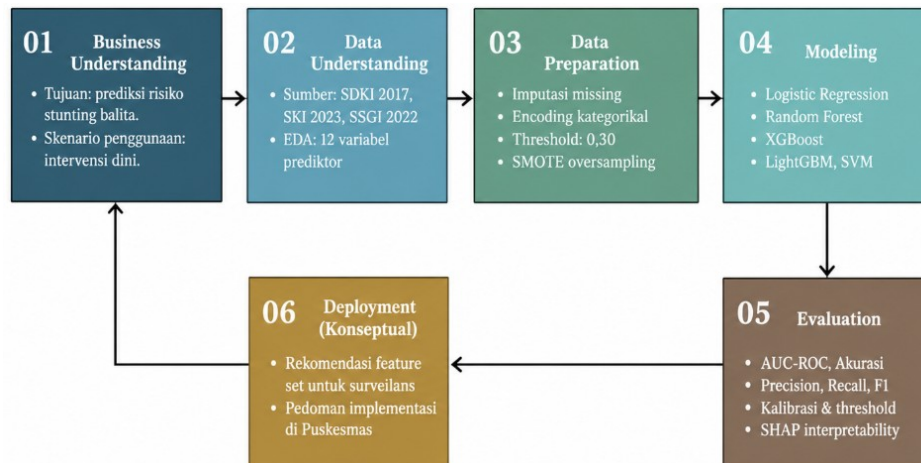 01
Business
Understanding
• Tujuan: prediksi risiko
stunting balita.
• Skenario penggunaan:
intervensi dini.
02
Data
Understanding
• Sumber: SDKI 2017,
SKI 2023, SSGI 2022
• EDA: 12 variabel
prediktor
03
Data
Preparation
• Imputasi missing
• Encoding kategorikal
• Threshold: 0,30
• SMOTE oversampling
04
Modeling
• Logistic Regression
• Random Forest
• XGBoost
• LightGBM, SVM
05
Evaluation
• AUC-ROC, Akurasi
• Precision, Recall, F1
• Kalibrasi & threshold
• SHAP interpretability
06
Deployment
(Konseptual)
• Rekomendasi feature
set untuk surveilans
• Pedoman implementasi
di Puskesmas